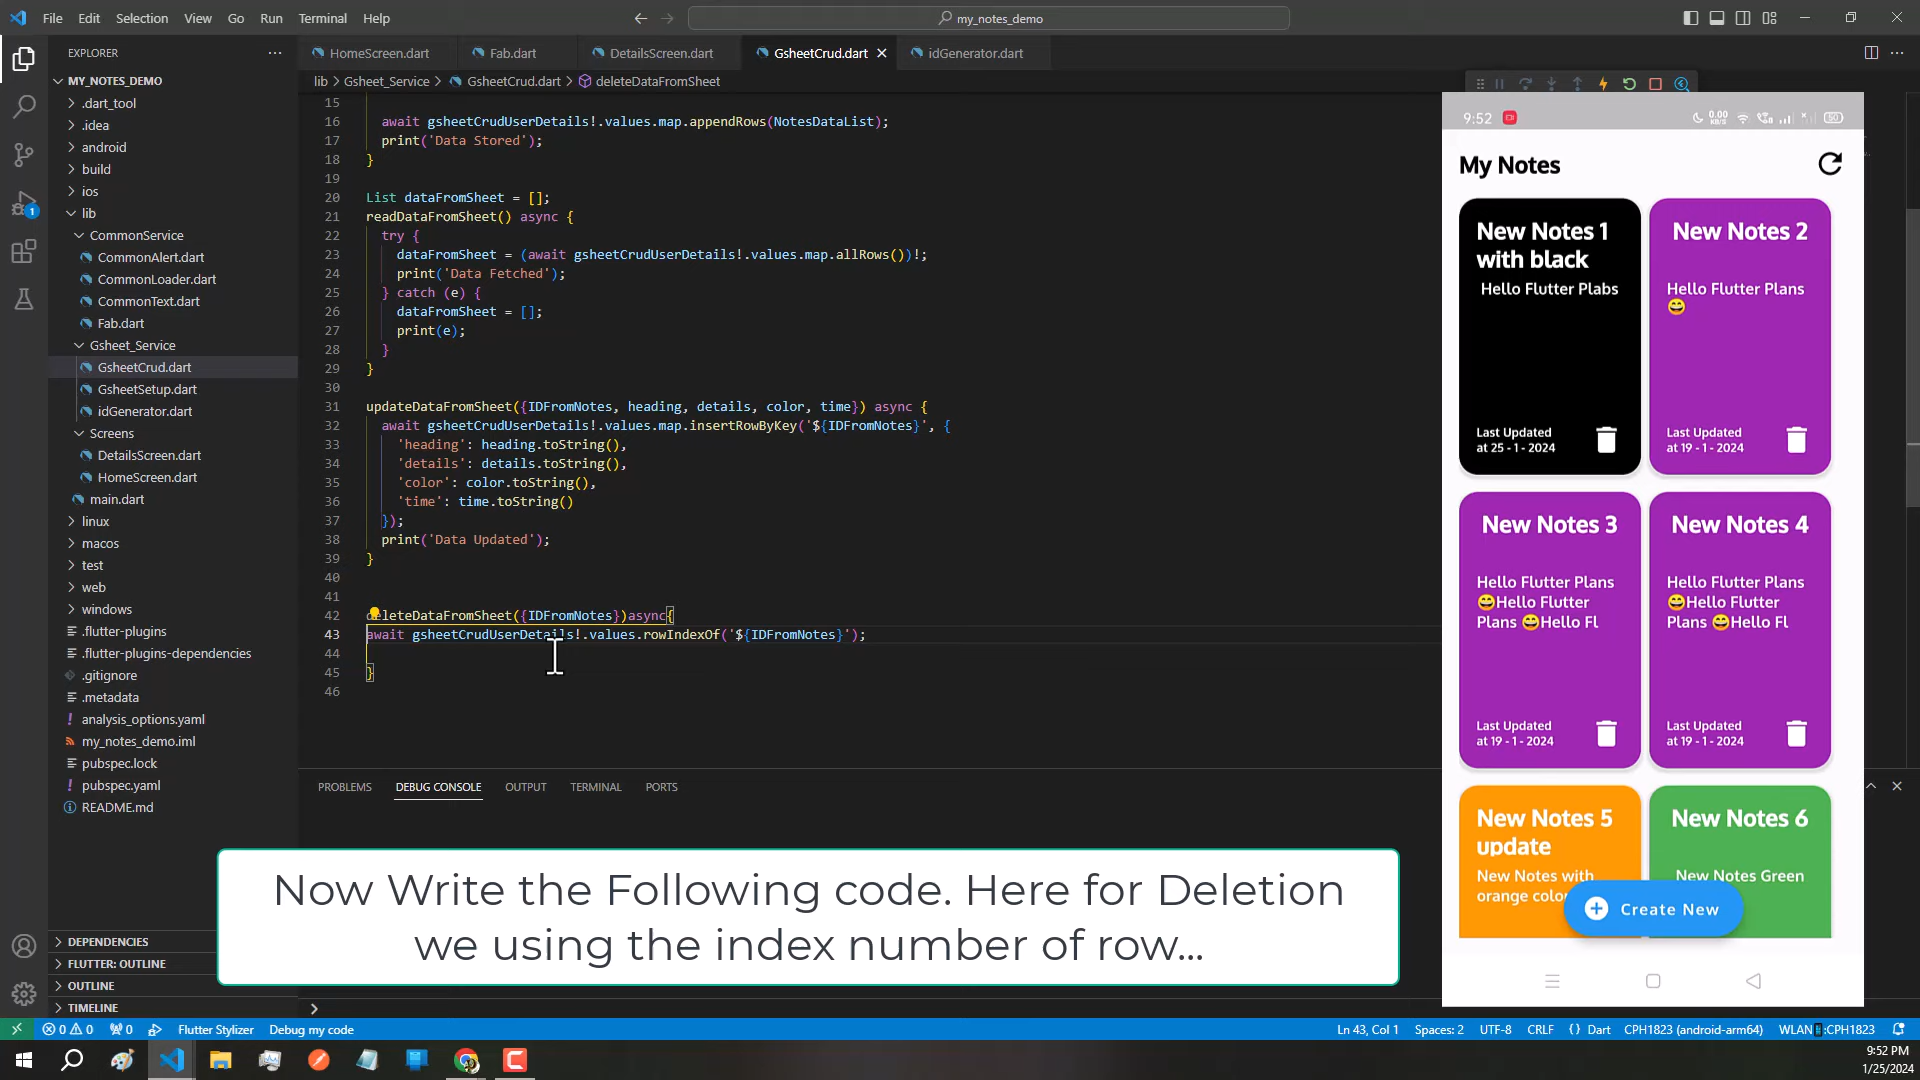 File Edit Selection View Go Run Terminal Help
my_notes_demo
EXPLORER
HomeScreen.dart
Fab.dart
DetailsScreen.dart
GsheetCrud.dart
idGenerator.dart
lib > Gsheet_Service > GsheetCrud.dart > deleteDataFromSheet
MY_NOTES_DEMO
.dart_tool
.idea
android
build
ios
lib
CommonService
CommonAlert.dart
CommonLoader.dart
CommonText.dart
Fab.dart
Gsheet_Service
GsheetCrud.dart
GsheetSetup.dart
idGenerator.dart
Screens
DetailsScreen.dart
HomeScreen.dart
main.dart
linux
macos
test
web
windows
.flutter-plugins
.flutter-plugins-dependencies
.gitignore
.metadata
analysis_options.yaml
my_notes_demo.iml
pubspec.lock
pubspec.yaml
README.md
DEPENDENCIES
FLUTTER: OUTLINE
OUTLINE
TIMELINE
15
16 await gsheetCrudUserDetails!.values.map.appendRows(NotesDataList);
17 print('Data Stored');
18 }
19
20 List dataFromSheet = [];
21 readDataFromSheet() async {
22 try {
23 dataFromSheet = (await gsheetCrudUserDetails!.values.map.allRows())!;
24 print('Data Fetched');
25 } catch (e) {
26 dataFromSheet = [];
27 print(e);
28 }
29 }
30
31 updateDataFromSheet({IDFromNotes, heading, details, color, time}) async {
32 await gsheetCrudUserDetails!.values.map.insertRowByKey('${IDFromNotes}', {
33 'heading': heading.toString(),
34 'details': details.toString(),
35 'color': color.toString(),
36 'time': time.toString()
37 });
38 print('Data Updated');
39 }
40
41
42 deleteDataFromSheet({IDFromNotes})async{
43 await gsheetCrudUserDetails!.values.rowIndexOf('${IDFromNotes}');
44
45 }
46
PROBLEMS DEBUG CONSOLE OUTPUT TERMINAL PORTS
Now Write the Following code. Here for Deletion
we using the index number of row...
9:52
0.00
KB/S
50
My Notes
New Notes 1
with black
Hello Flutter Plabs
Last Updated
at 25 - 1 - 2024
New Notes 2
Hello Flutter Plans
😄
Last Updated
at 19 - 1 - 2024
New Notes 3
Hello Flutter Plans
😄Hello Flutter
Plans 😄Hello Fl
Last Updated
at 19 - 1 - 2024
New Notes 4
Hello Flutter Plans
😄Hello Flutter
Plans 😄Hello Fl
Last Updated
at 19 - 1 - 2024
New Notes 5
update
New Notes with
orange colo
New Notes 6
New Notes Green
Create New
0 0 0 Flutter Stylizer Debug my code
Ln 43, Col 1 Spaces: 2 UTF-8 CRLF {} Dart CPH1823 (android-arm64) WLAN :CPH1823
9:52 PM
1/25/2024